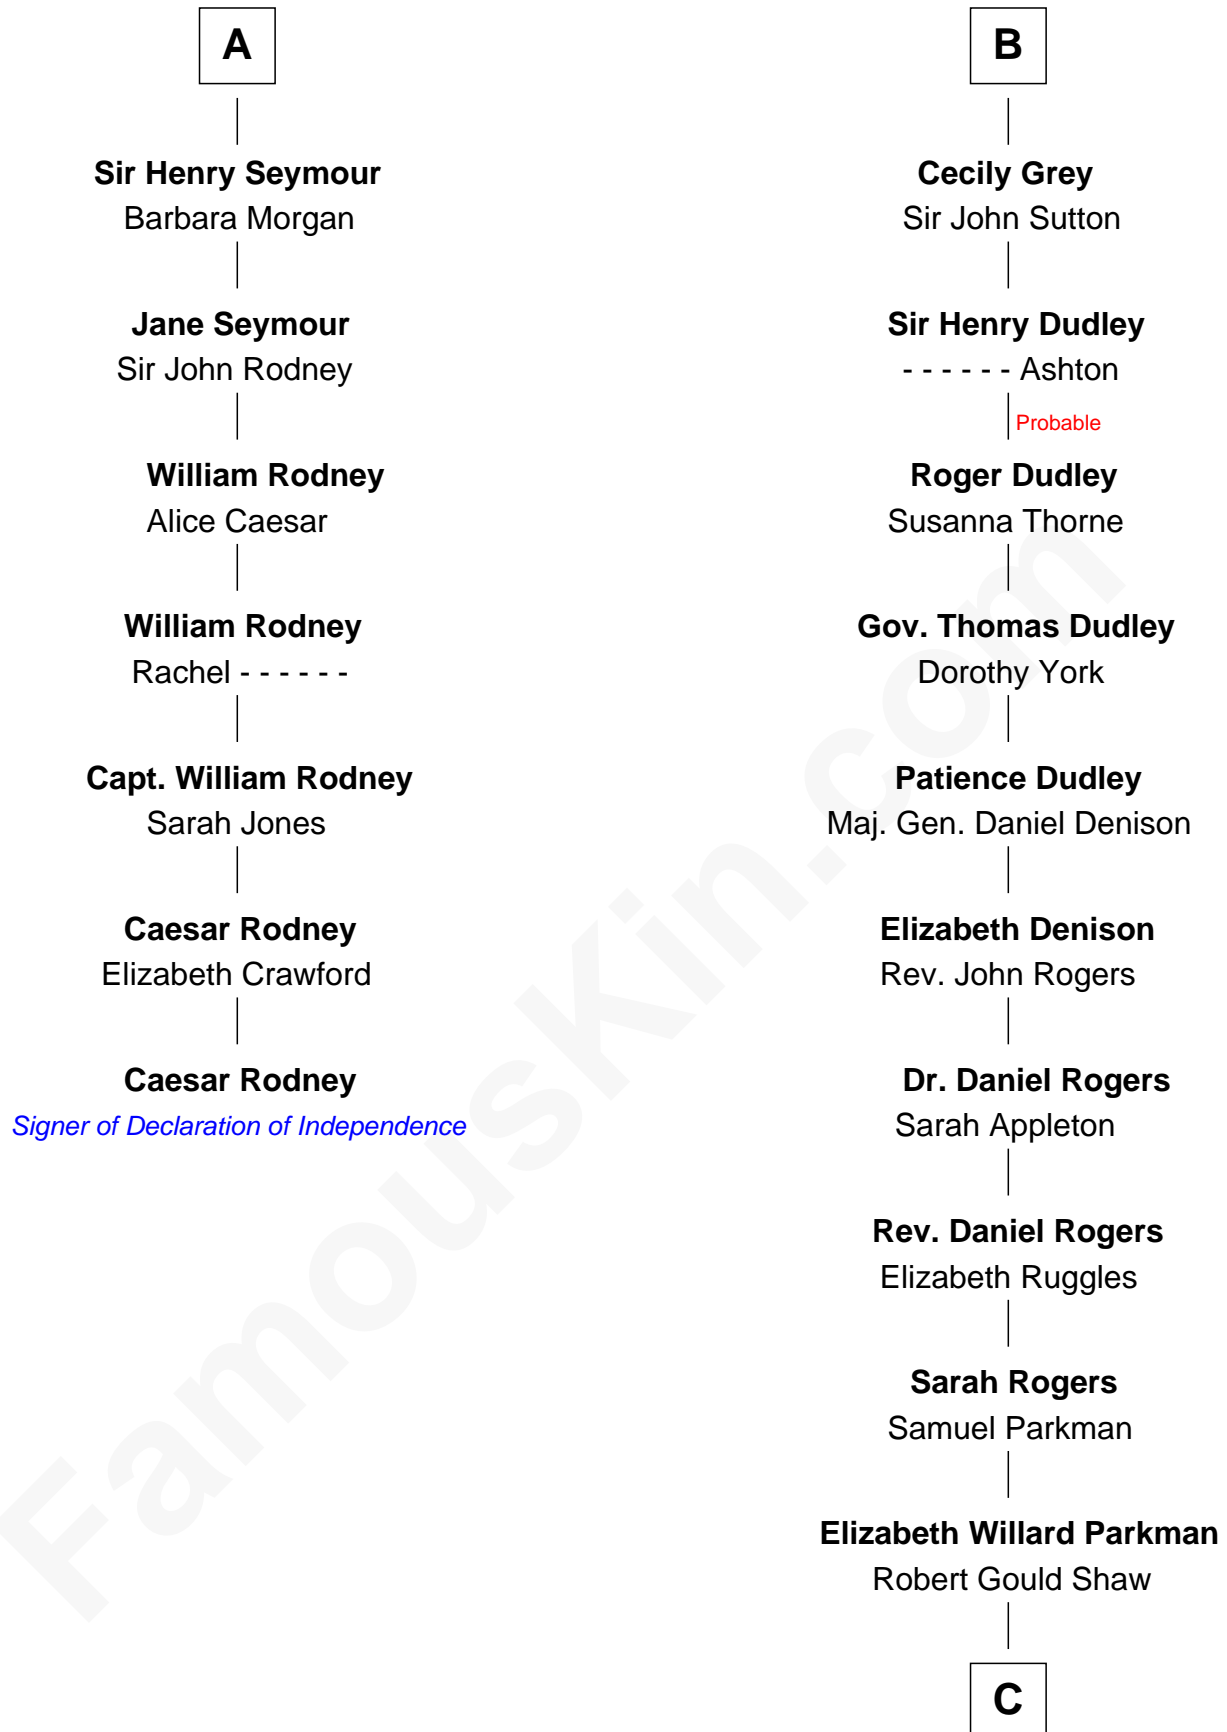 A
Sir Henry Seymour
Barbara Morgan
Jane Seymour
Sir John Rodney
William Rodney
Alice Caesar
William Rodney
Rachel - - - - - -
Capt. William Rodney
Sarah Jones
Caesar Rodney
Elizabeth Crawford
Caesar Rodney
Signer of Declaration of Independence
B
Cecily Grey
Sir John Sutton
Sir Henry Dudley
- - - - - - Ashton
Probable
Roger Dudley
Susanna Thorne
Gov. Thomas Dudley
Dorothy York
Patience Dudley
Maj. Gen. Daniel Denison
Elizabeth Denison
Rev. John Rogers
Dr. Daniel Rogers
Sarah Appleton
Rev. Daniel Rogers
Elizabeth Ruggles
Sarah Rogers
Samuel Parkman
Elizabeth Willard Parkman
Robert Gould Shaw
C
FamousKin.com